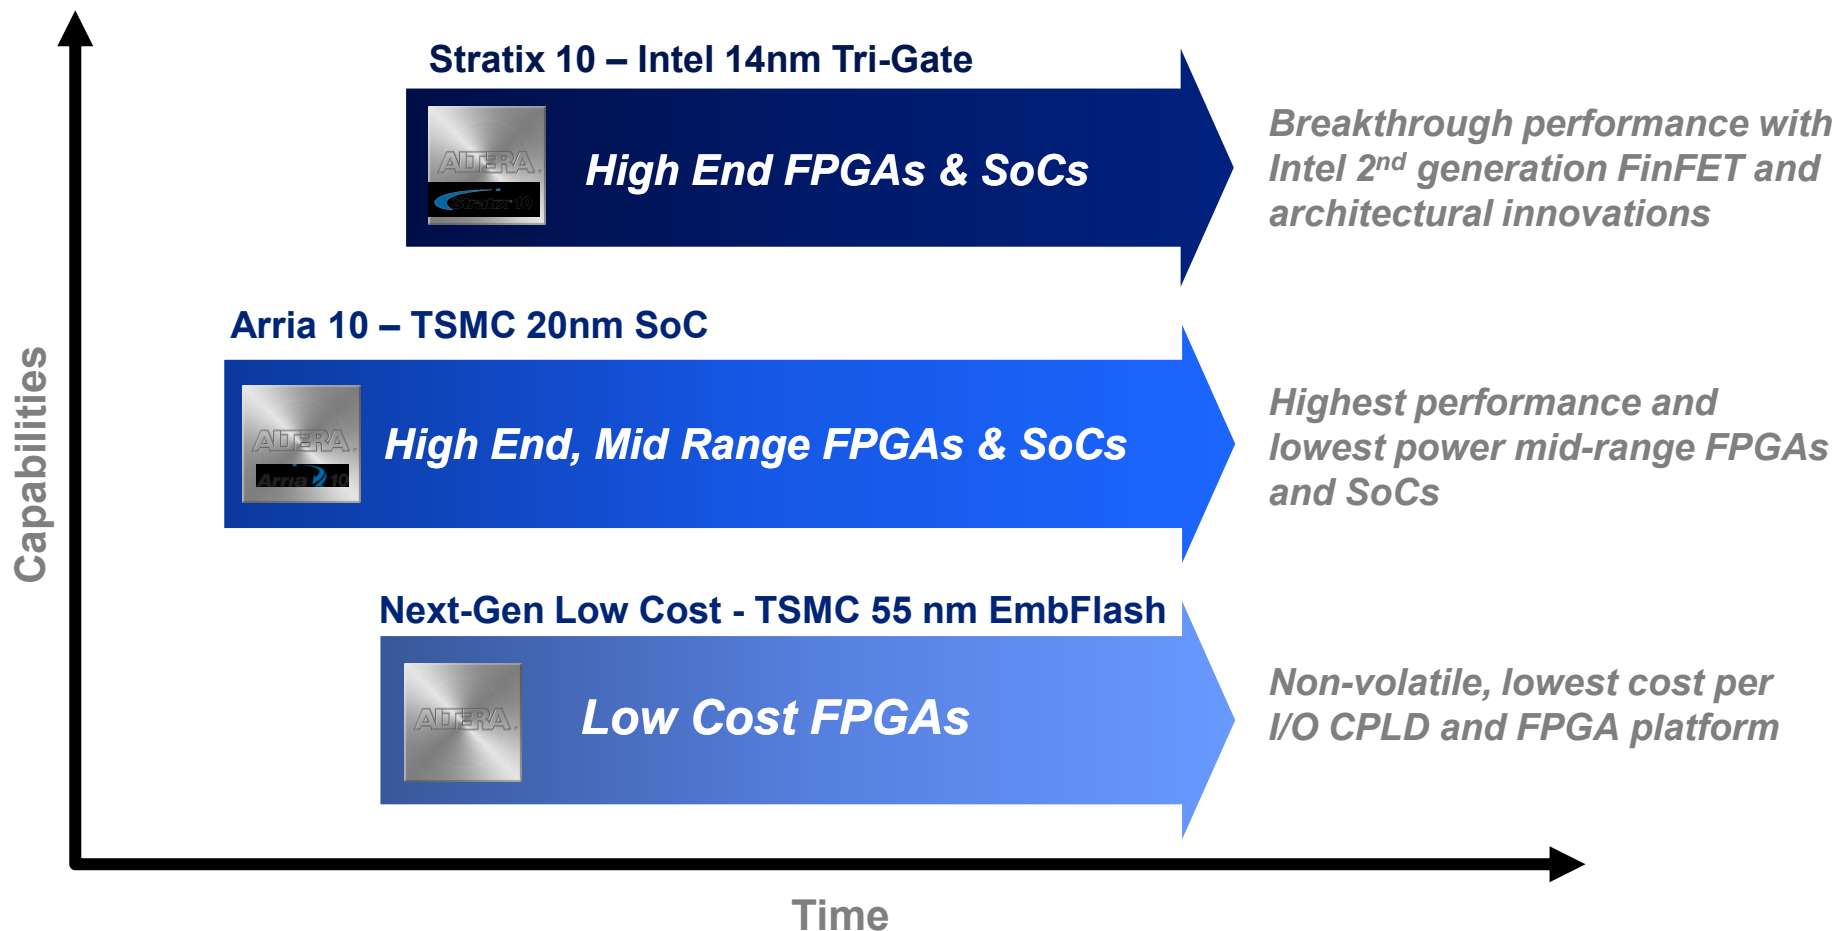 Stratix 10 – Intel 14nm Tri-Gate
ALTERA
Stratix 10
High End FPGAs & SoCs
Breakthrough performance with
Intel 2nd generation FinFET and
architectural innovations
Arria 10 – TSMC 20nm SoC
ALTERA
Arria 10
High End, Mid Range FPGAs & SoCs
Highest performance and
lowest power mid-range FPGAs
and SoCs
Capabilities
Next-Gen Low Cost - TSMC 55 nm EmbFlash
ALTERA
Low Cost FPGAs
Non-volatile, lowest cost per
I/O CPLD and FPGA platform
Time